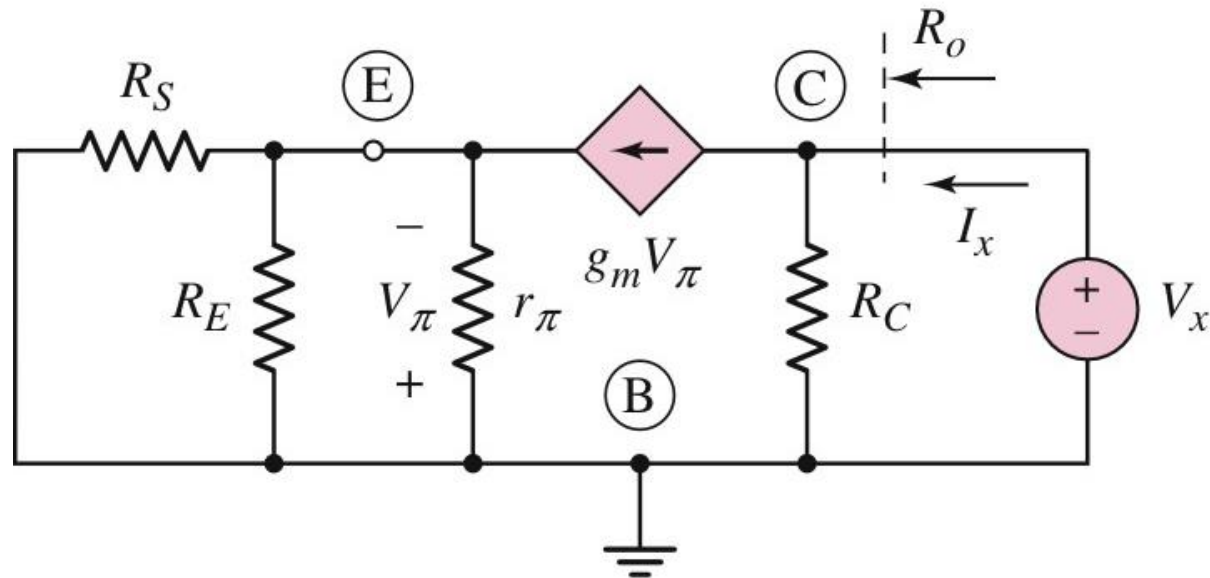 R_o
R_S
E
C
I_x
g_m V_π
R_E
−
V_π
+
r_π
R_C
+
−
V_x
B